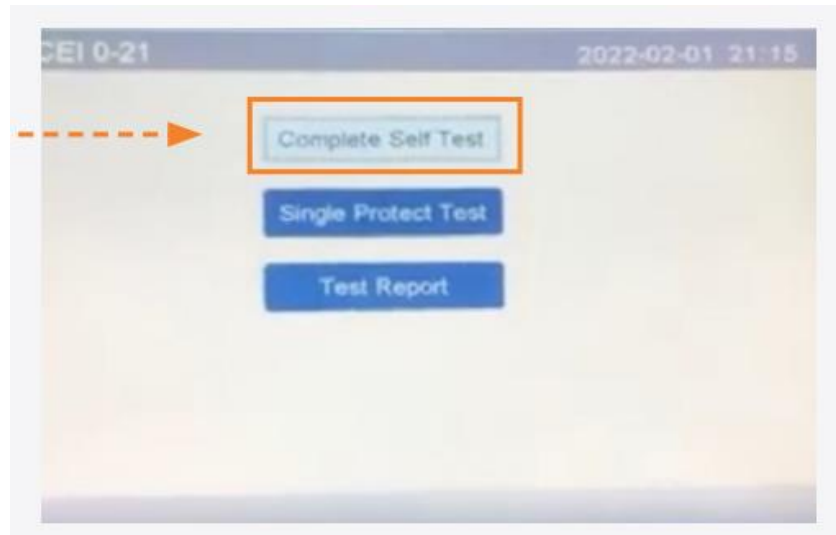 CEI 0-21
2022-02-01 21:15
Complete Self Test
Single Protect Test
Test Report